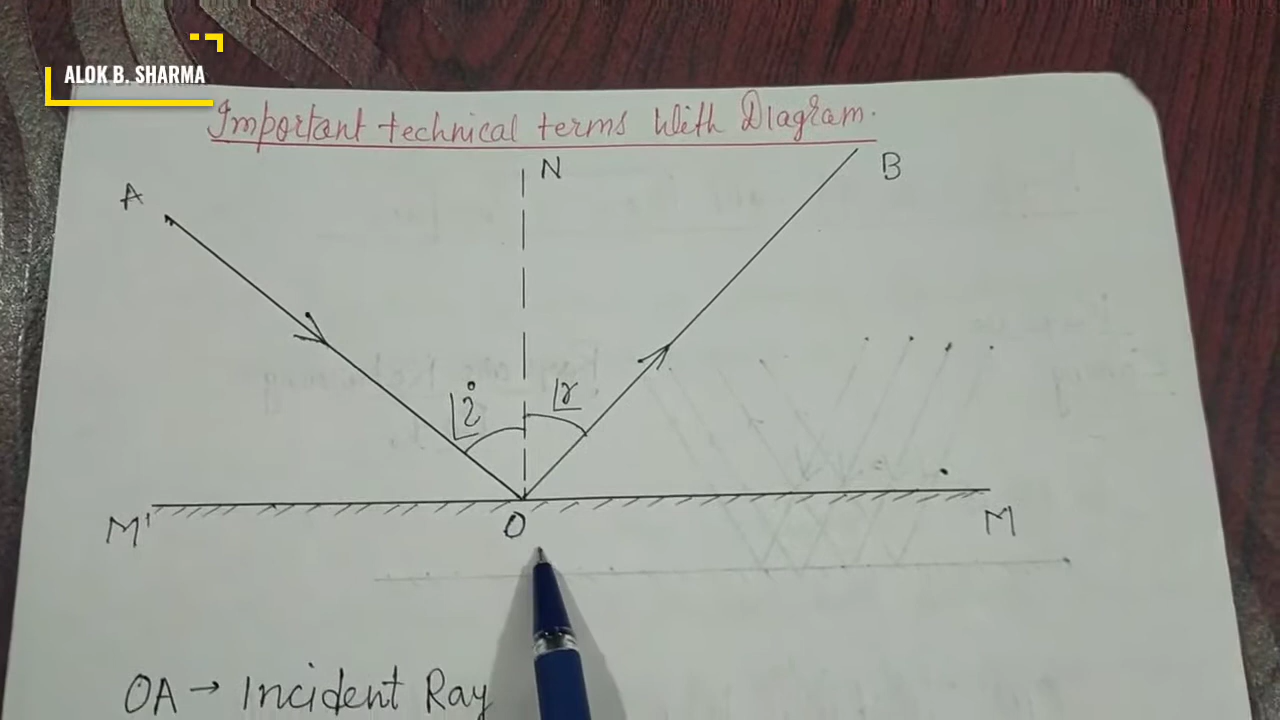 ALOK B. SHARMA
Important technical terms With Diagram.
N
B
A
∠i
∠r
M'
O
M
OA → Incident Ray